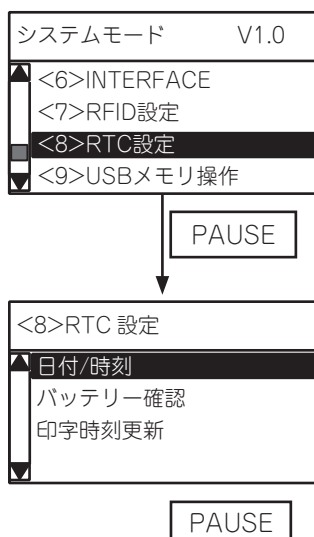 システムモード V1.0
<6>INTERFACE
<7>RFID設定
<8>RTC設定
<9>USBメモリ操作
PAUSE
<8>RTC 設定
日付/時刻
バッテリー確認
印字時刻更新
PAUSE